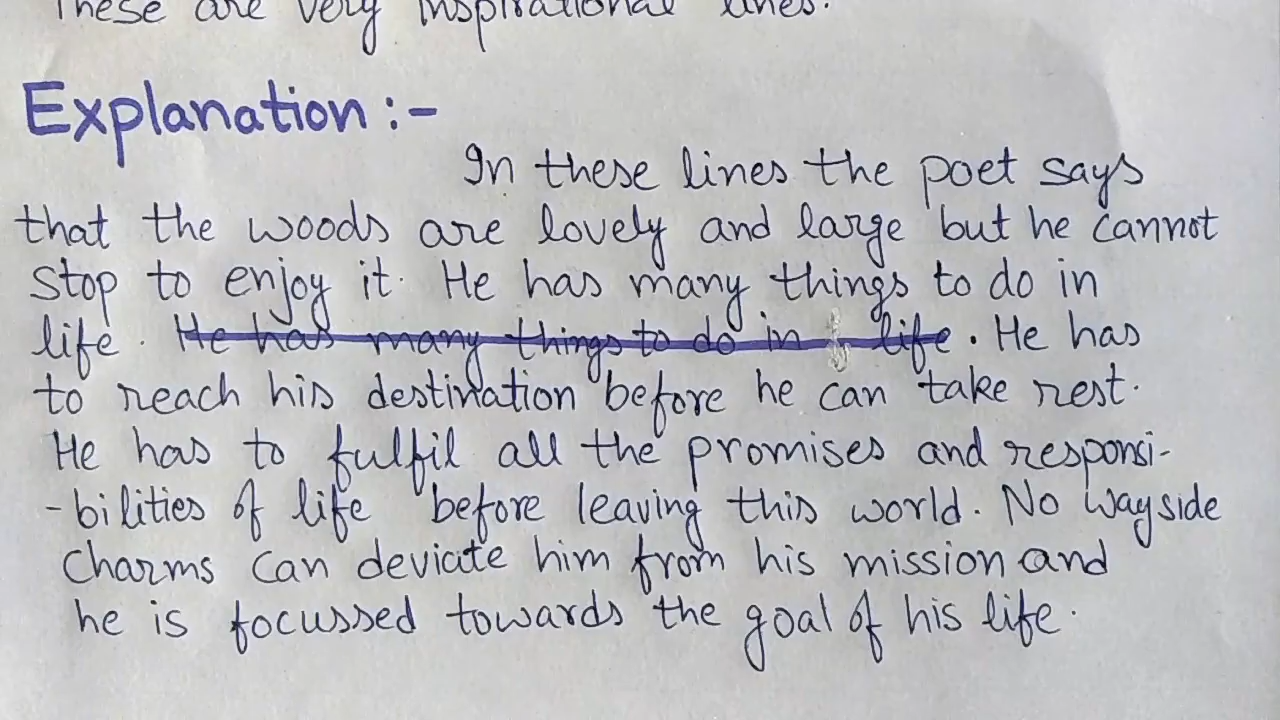 These are very inspirational lines.
Explanation :-
In these lines the poet says
that the woods are lovely and large but he cannot
stop to enjoy it. He has many things to do in
life. He has many things to do in life. He has
to reach his destination before he can take rest.
He has to fulfil all the promises and responsi-
-bilities of life before leaving this world. No wayside
charms can deviate him from his mission and
he is focussed towards the goal of his life.